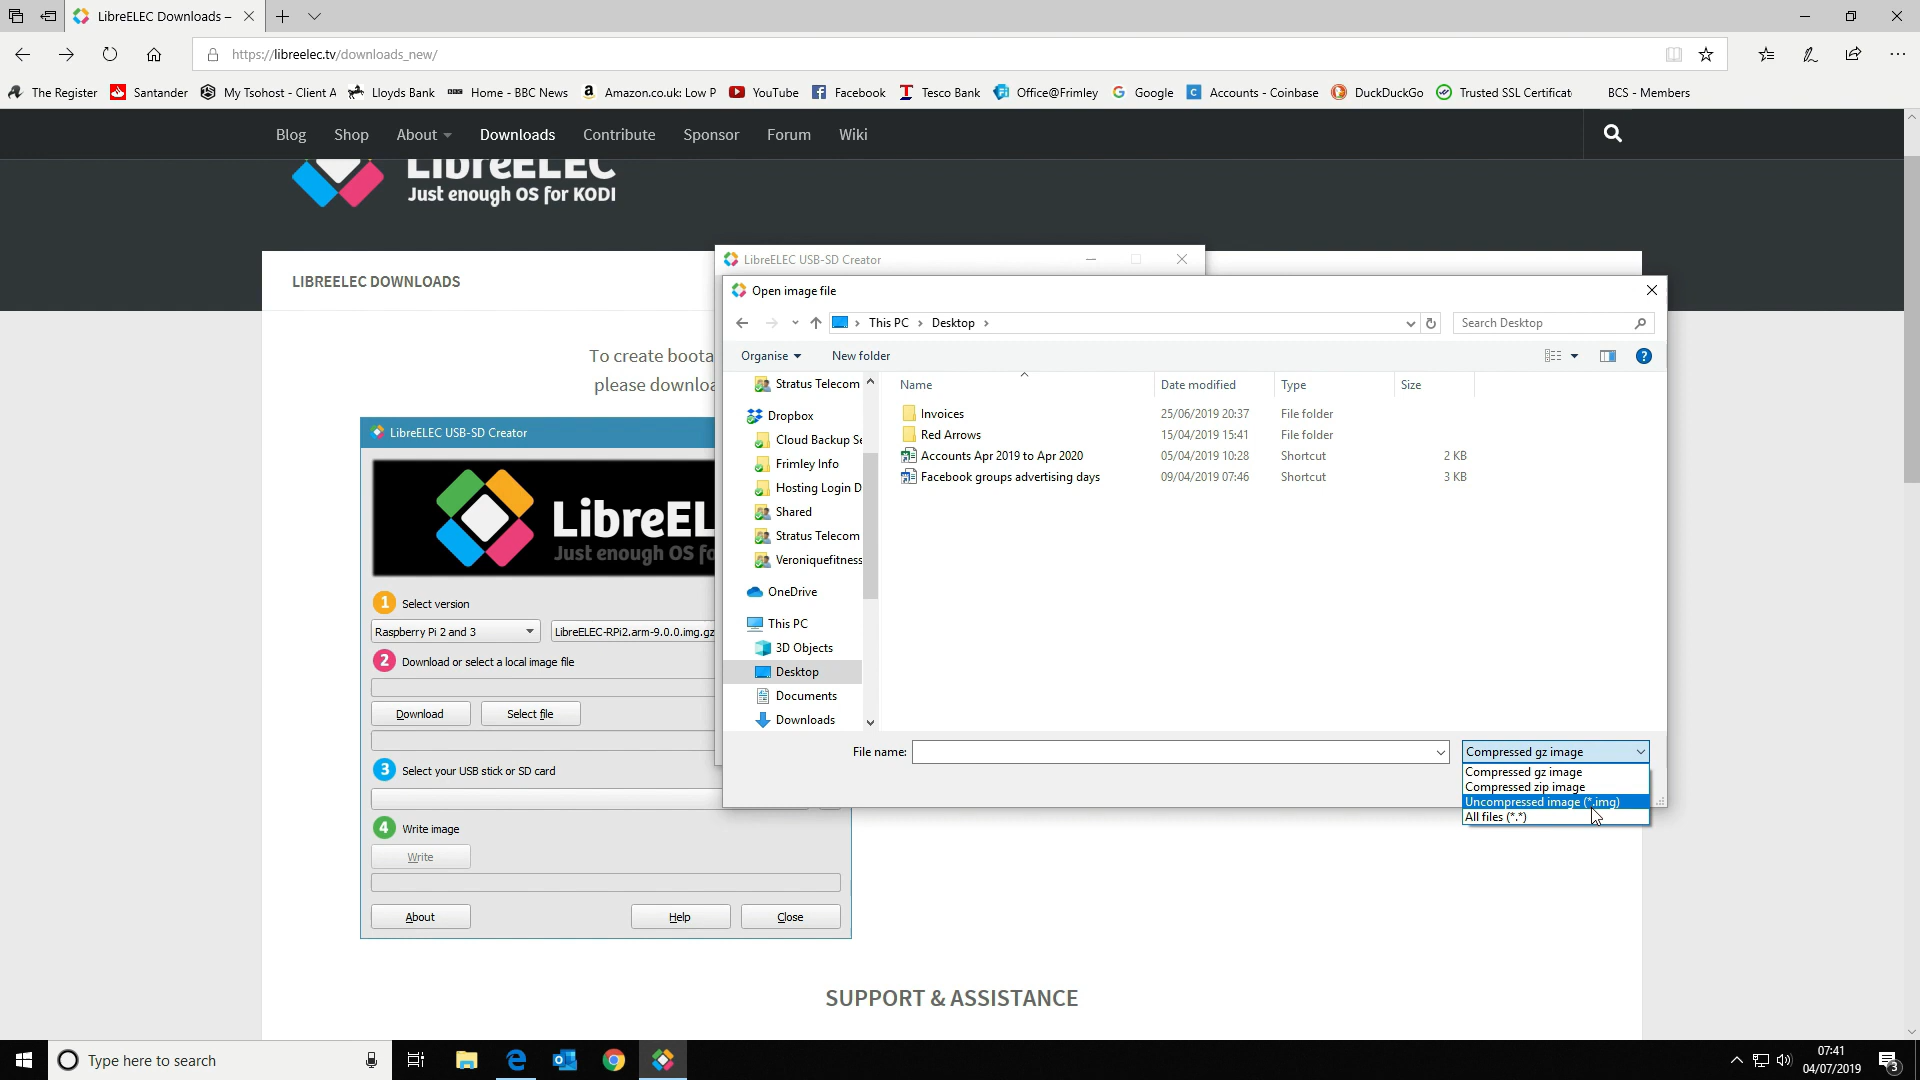 LibreELEC Downloads –
https://libreelec.tv/downloads_new/
The Register
Santander
My Tsohost - Client A
Lloyds Bank
Home - BBC News
Amazon.co.uk: Low P
YouTube
Facebook
Tesco Bank
Office@Frimley
Google
Accounts - Coinbase
DuckDuckGo
Trusted SSL Certificat
BCS - Members
Blog
Shop
About
Downloads
Contribute
Sponsor
Forum
Wiki
LibreELEC
Just enough OS for KODI
LIBREELEC DOWNLOADS
To create boota
please downloa
LibreELEC USB-SD Creator
Open image file
This PC > Desktop >
Search Desktop
Organise
New folder
Name
Date modified
Type
Size
Stratus Telecom
Dropbox
Cloud Backup Se
Frimley Info
Hosting Login D
Shared
Stratus Telecom
Veroniquefitness
OneDrive
This PC
3D Objects
Desktop
Documents
Downloads
Invoices 25/06/2019 20:37 File folder
Red Arrows 15/04/2019 15:41 File folder
Accounts Apr 2019 to Apr 2020 05/04/2019 10:28 Shortcut 2 KB
Facebook groups advertising days 09/04/2019 07:46 Shortcut 3 KB
File name:
Compressed gz image
Compressed gz image
Compressed zip image
Uncompressed image (*.img)
All files (*.*)
LibreELEC USB-SD Creator
LibreEL
Just enough OS fo
1 Select version
Raspberry Pi 2 and 3
LibreELEC-RPi2.arm-9.0.0.img.gz
2 Download or select a local image file
Download
Select file
3 Select your USB stick or SD card
4 Write image
Write
About
Help
Close
SUPPORT & ASSISTANCE
Type here to search
07:41
04/07/2019
3